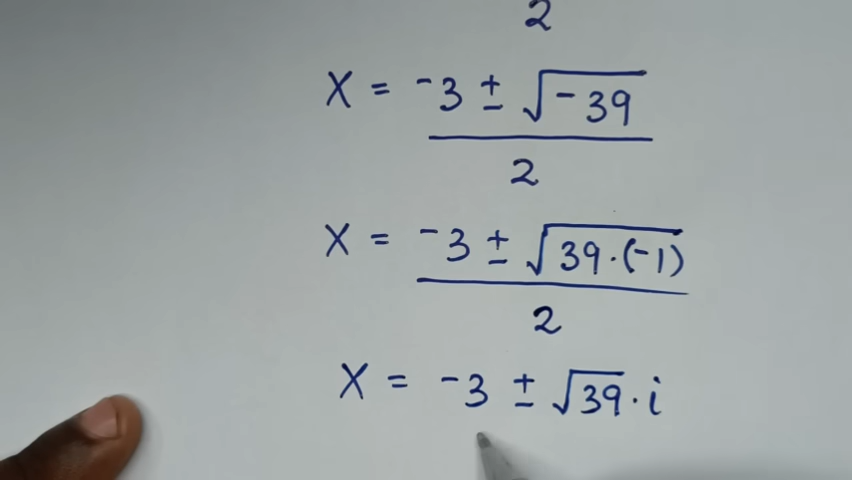 2
X = -3 ± √-39
2
X = -3 ± √39·(-1)
2
X = -3 ± √39·i